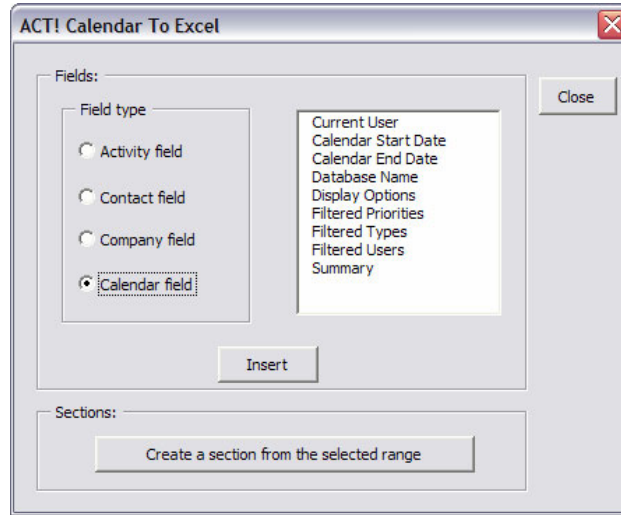 ACT! Calendar To Excel
Fields:
Close
Field type
Activity field
Contact field
Company field
Calendar field
Current User
Calendar Start Date
Calendar End Date
Database Name
Display Options
Filtered Priorities
Filtered Types
Filtered Users
Summary
Insert
Sections:
Create a section from the selected range